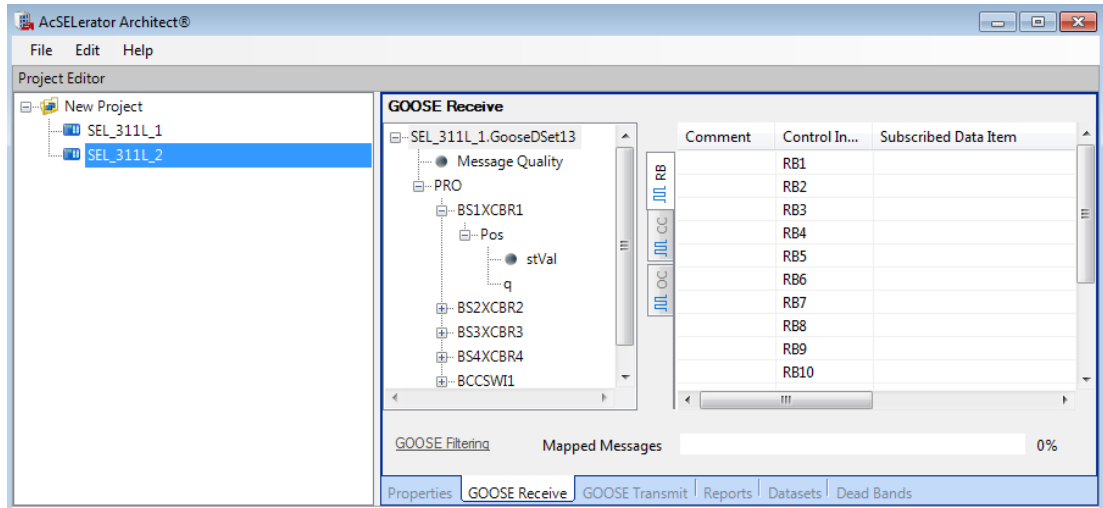 AcSELerator Architect®
File Edit Help
Project Editor
New Project
SEL_311L_1
SEL_311L_2
GOOSE Receive
SEL_311L_1.GooseDSet13
Message Quality
PRO
BS1XCBR1
Pos
stVal
q
BS2XCBR2
BS3XCBR3
BS4XCBR4
BCCSWI1
RB
CC
OC
Comment Control In... Subscribed Data Item
RB1
RB2
RB3
RB4
RB5
RB6
RB7
RB8
RB9
RB10
GOOSE Filtering Mapped Messages 0%
Properties GOOSE Receive GOOSE Transmit Reports Datasets Dead Bands